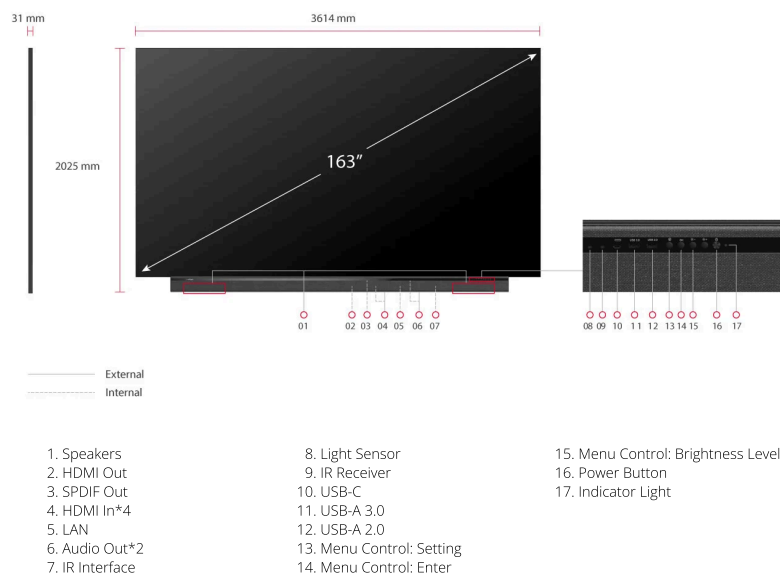 31 mm
3614 mm
2025 mm
163”
01 02 03 04 05 06 07
08 09 10 11 12 13 14 15 16 17
External
Internal
1. Speakers
2. HDMI Out
3. SPDIF Out
4. HDMI In*4
5. LAN
6. Audio Out*2
7. IR Interface
8. Light Sensor
9. IR Receiver
10. USB-C
11. USB-A 3.0
12. USB-A 2.0
13. Menu Control: Setting
14. Menu Control: Enter
15. Menu Control: Brightness Level
16. Power Button
17. Indicator Light